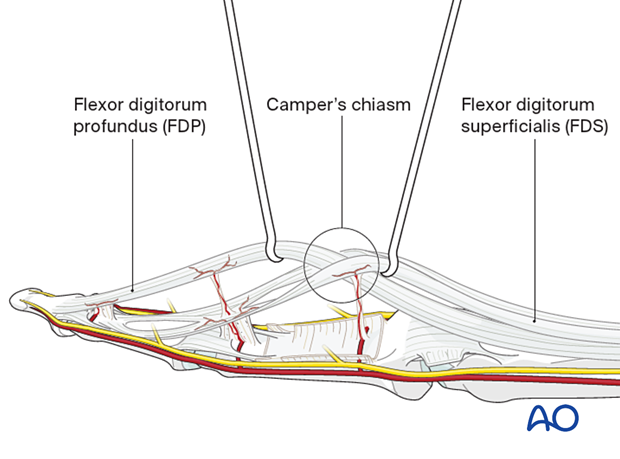 Flexor digitorum
profundus (FDP)
Camper's chiasm
Flexor digitorum
superficialis (FDS)
AO